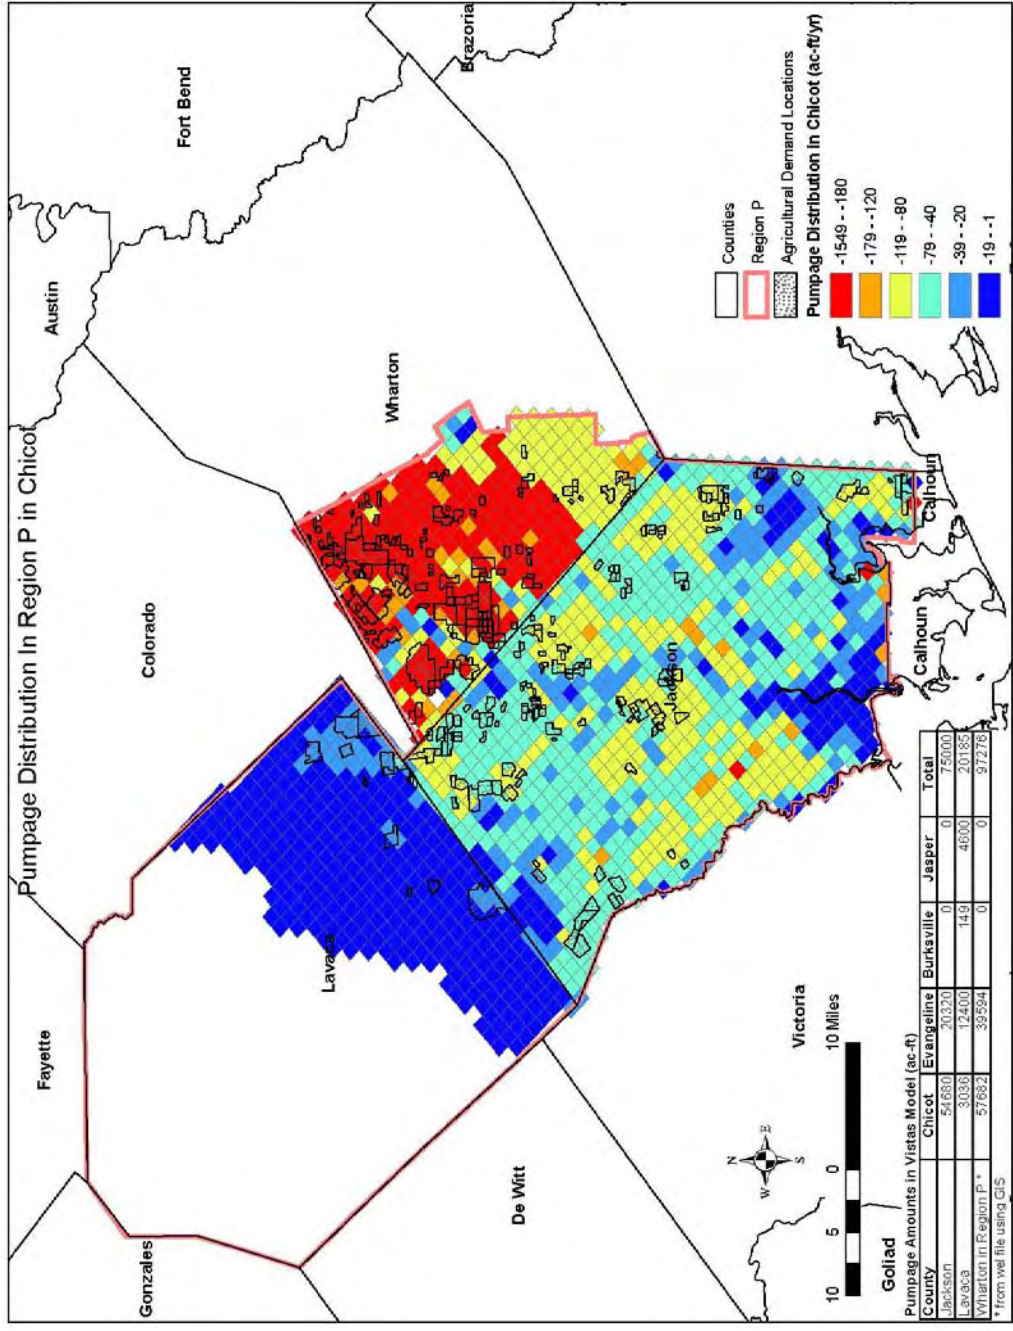 Pumpage Distribution In Region P in Chicot
Fayette
Austin
Fort Bend
Brazoria
Gonzales
Colorado
Wharton
Lavaca
De Witt
Jackson
Victoria
Goliad
Calhoun
Calhoun
N
W
E
S
10 5 0 10 Miles
Counties
Region P
Agricultural Demand Locations
Pumpage Distribution in Chicot (ac-ft/yr)
-1549 - -180
-179 - -120
-119 - -80
-79 - -40
-39 - -20
-19 - -1
Pumpage Amounts in Vistas Model (ac-ft)
County Chicot Evangeline Burksville Jasper Total
Jackson 54680 20320 0 0 75000
Lavaca 3036 12400 149 4600 20185
Wharton in Region P * 57682 39594 0 0 97276
* from wel file using GIS